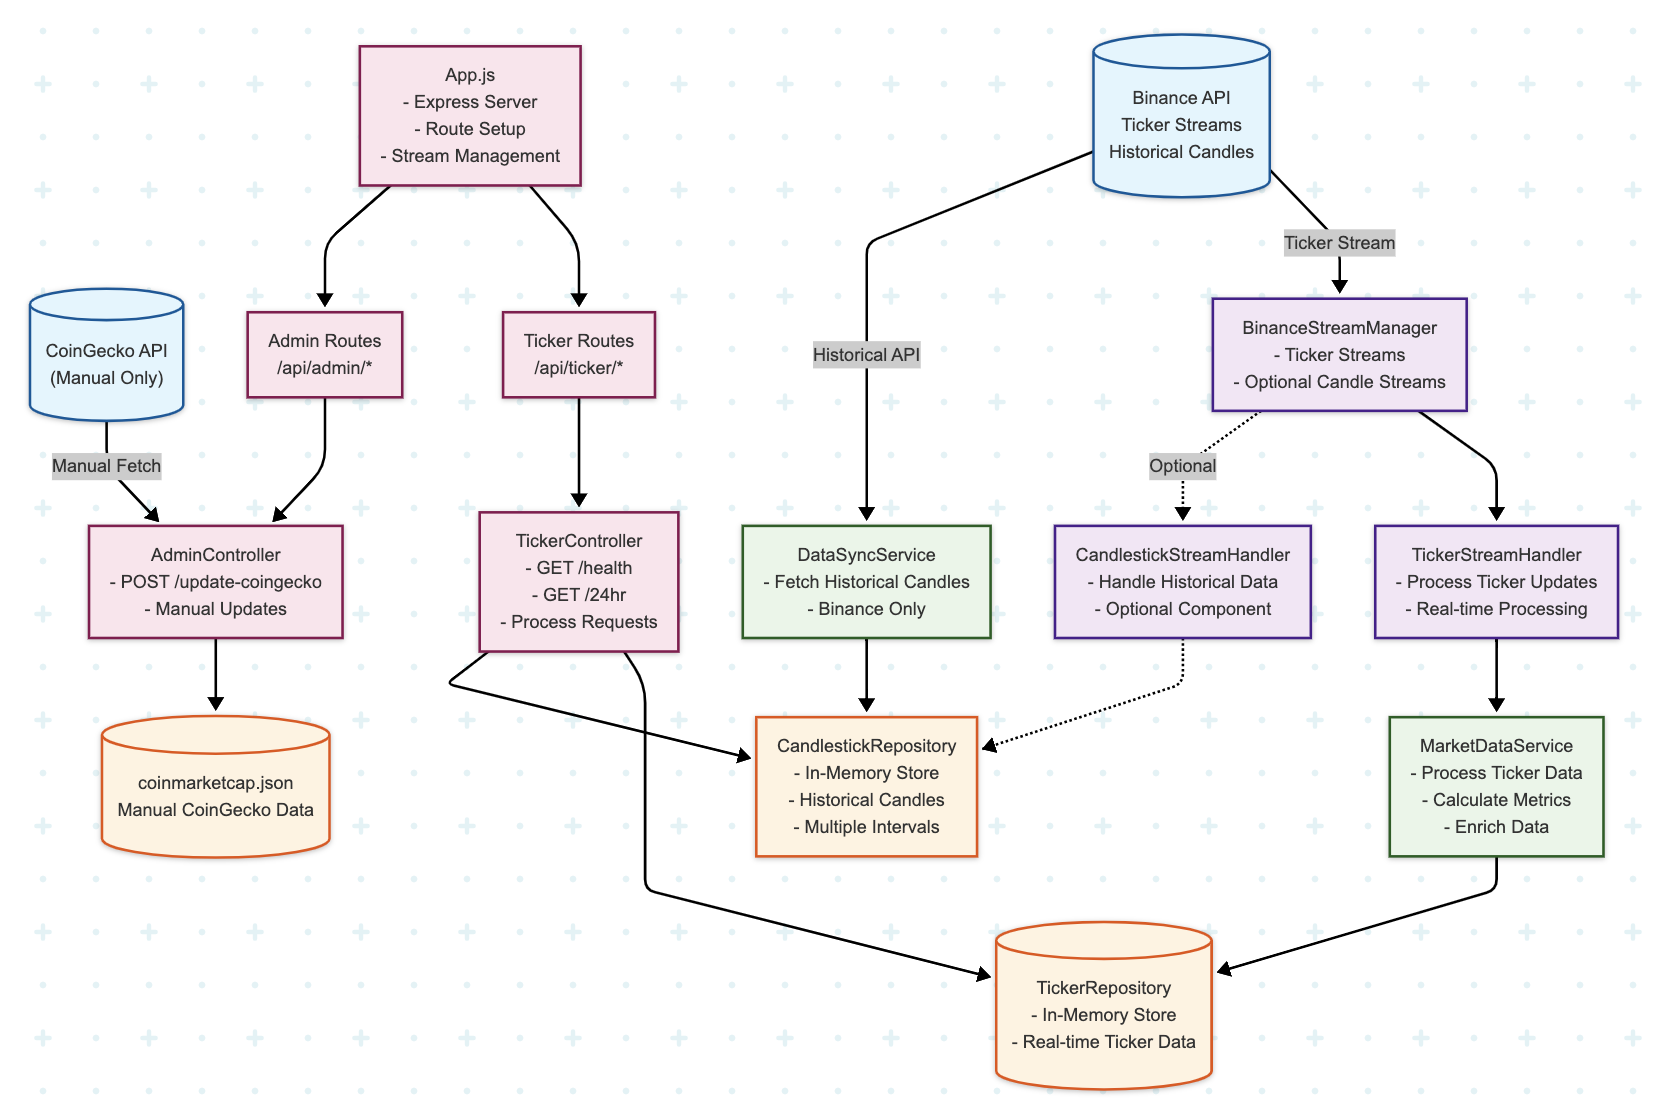 App.js
- Express Server
- Route Setup
- Stream Management
Binance API
Ticker Streams
Historical Candles
Ticker Stream
CoinGecko API
(Manual Only)
Admin Routes
/api/admin/*
Ticker Routes
/api/ticker/*
Historical API
BinanceStreamManager
- Ticker Streams
- Optional Candle Streams
Manual Fetch
Optional
AdminController
- POST /update-coingecko
- Manual Updates
TickerController
- GET /health
- GET /24hr
- Process Requests
DataSyncService
- Fetch Historical Candles
- Binance Only
CandlestickStreamHandler
- Handle Historical Data
- Optional Component
TickerStreamHandler
- Process Ticker Updates
- Real-time Processing
coinmarketcap.json
Manual CoinGecko Data
CandlestickRepository
- In-Memory Store
- Historical Candles
- Multiple Intervals
MarketDataService
- Process Ticker Data
- Calculate Metrics
- Enrich Data
TickerRepository
- In-Memory Store
- Real-time Ticker Data